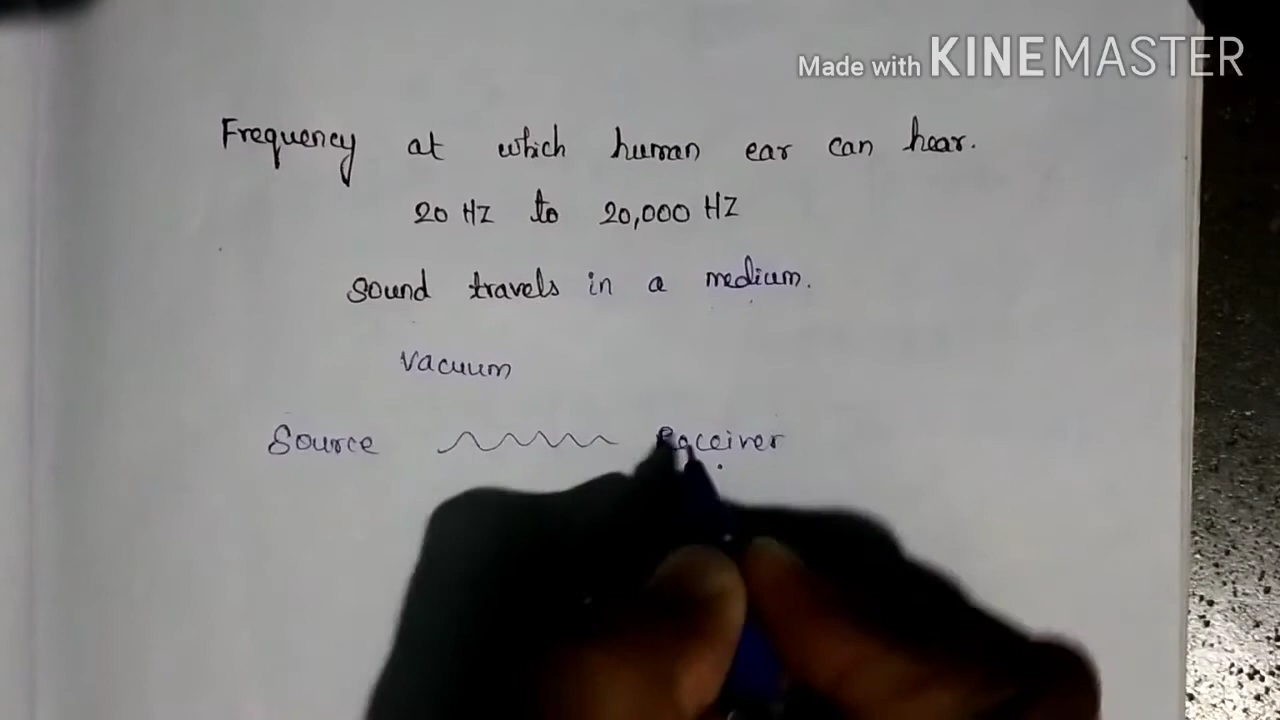 Made with KINEMASTER
Frequency at which human ear can hear.
20 HZ to 20,000 HZ
Sound travels in a medium.
Vacuum
Source Receiver